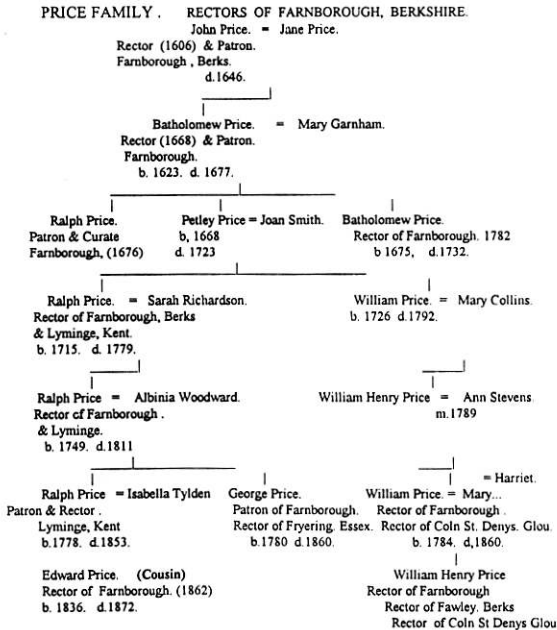 PRICE FAMILY . RECTORS OF FARNBOROUGH, BERKSHIRE.
John Price. = Jane Price.
Rector (1606) & Patron.
Farnborough , Berks.
d.1646.
Batholomew Price. = Mary Garnham.
Rector (1668) & Patron.
Farnborough.
b. 1623. d. 1677.
Ralph Price. Petley Price = Joan Smith. Batholomew Price.
Patron & Curate b, 1668 Rector of Farnborough. 1782
Farnborough, (1676) d. 1723 b 1675, d.1732.
Ralph Price. = Sarah Richardson. William Price. = Mary Collins.
Rector of Farnborough, Berks b. 1726 d.1792.
& Lyminge, Kent.
b. 1715. d. 1779.
Ralph Price = Albinia Woodward. William Henry Price = Ann Stevens
Rector of Farnborough . m.1789
& Lyminge.
b. 1749. d.1811
= Harriet.
Ralph Price = Isabella Tylden George Price. William Price. = Mary...
Patron & Rector . Patron of Farnborough. Rector of Farnborough .
Lyminge, Kent Rector of Fryering. Essex. Rector of Coln St. Denys. Glou.
b.1778. d.1853. b.1780 d.1860. b. 1784. d,1860.
Edward Price. (Cousin) William Henry Price
Rector of Farnborough. (1862) Rector of Farnborough
b. 1836. d.1872. Rector of Fawley. Berks
Rector of Coln St Denys Glou